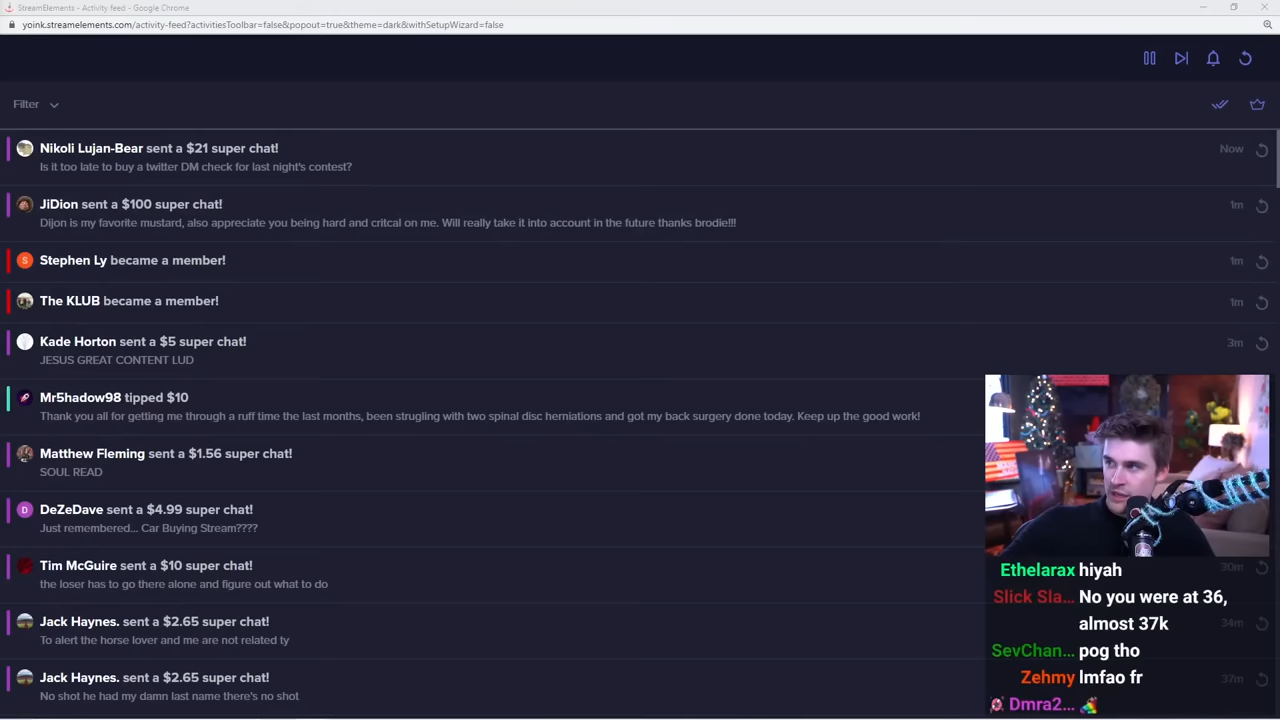 StreamElements - Activity feed - Google Chrome
yoink.streamelements.com/activity-feed?activitiesToolbar=false&popout=true&theme=dark&withSetupWizard=false
Filter
Nikoli Lujan-Bear sent a $21 super chat!
Now
Is it too late to buy a twitter DM check for last night's contest?
JiDion sent a $100 super chat!
1m
Dijon is my favorite mustard, also appreciate you being hard and critcal on me. Will really take it into account in the future thanks brodie!!!
Stephen Ly became a member!
1m
The KLUB became a member!
1m
Kade Horton sent a $5 super chat!
3m
JESUS GREAT CONTENT LUD
Mr5hadow98 tipped $10
Thank you all for getting me through a ruff time the last months, been strugling with two spinal disc herniations and got my back surgery done today. Keep up the good work!
Matthew Fleming sent a $1.56 super chat!
SOUL READ
DeZeDave sent a $4.99 super chat!
Just remembered... Car Buying Stream????
Tim McGuire sent a $10 super chat!
30m
the loser has to go there alone and figure out what to do
Jack Haynes. sent a $2.65 super chat!
34m
To alert the horse lover and me are not related ty
Jack Haynes. sent a $2.65 super chat!
37m
No shot he had my damn last name there's no shot
Ethelarax hiyah
Slick Sla... No you were at 36,
almost 37k
SevChan... pog tho
Zehmy lmfao fr
Dmra2...